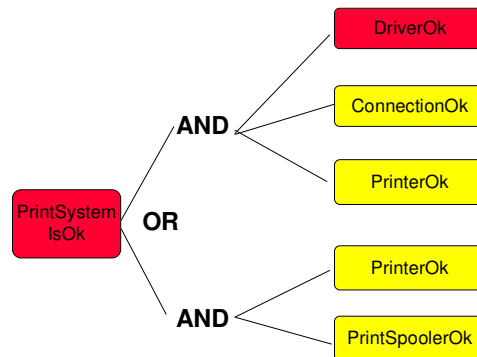 DriverOk
AND
ConnectionOk
PrinterOk
PrintSystem
IsOk
OR
PrinterOk
AND
PrintSpoolerOk